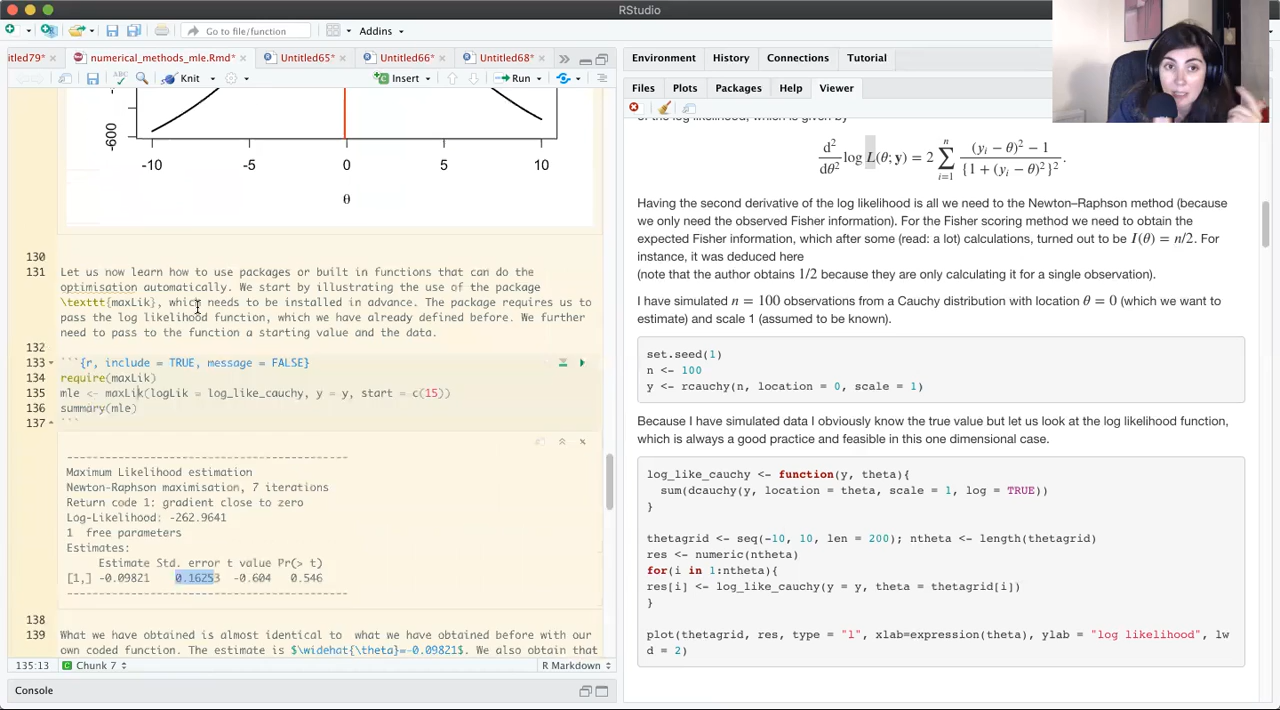 RStudio
Go to file/function
Addins
itled79*
numerical_methods_mle.Rmd*
Untitled65*
Untitled66*
Untitled68*
ABC
Knit
Insert
Run
-600
-10
-5
0
5
10
θ
130
131
Let us now learn how to use packages or built in functions that can do the
optimisation automatically. We start by illustrating the use of the package
\texttt{maxLik}, which needs to be installed in advance. The package requires us to
pass the log likelihood function, which we have already defined before. We further
need to pass to the function a starting value and the data.
132
133
```{r, include = TRUE, message = FALSE}
134
require(maxLik)
135
mle <- maxLik(logLik = log_like_cauchy, y = y, start = c(15))
136
summary(mle)
137
```
--------------------------------------------
Maximum Likelihood estimation
Newton-Raphson maximisation, 7 iterations
Return code 1: gradient close to zero
Log-Likelihood: -262.9641
1  free parameters
Estimates:
Estimate Std. error t value Pr(> t)
[1,] -0.09821 0.16253 -0.604 0.546
--------------------------------------------
138
139
What we have obtained is almost identical to  what we have obtained before with our
own coded function. The estimate is $\widehat{\theta}=-0.09821$. We also obtain that
135:13
Chunk 7
R Markdown
Console
Environment
History
Connections
Tutorial
Files
Plots
Packages
Help
Viewer
of the log likelihood, which is given by
d²/dθ² log L(θ; y) = 2 ∑_{i=1}^{n} (y_i − θ)² − 1 / {1 + (y_i − θ)²}².
Having the second derivative of the log likelihood is all we need to the Newton–Raphson method (because
we only need the observed Fisher information). For the Fisher scoring method we need to obtain the
expected Fisher information, which after some (read: a lot) calculations, turned out to be I(θ) = n/2. For
instance, it was deduced here
(note that the author obtains 1/2 because they are only calculating it for a single observation).
I have simulated n = 100 observations from a Cauchy distribution with location θ = 0 (which we want to
estimate) and scale 1 (assumed to be known).
set.seed(1)
n <- 100
y <- rcauchy(n, location = 0, scale = 1)
Because I have simulated data I obviously know the true value but let us look at the log likelihood function,
which is always a good practice and feasible in this one dimensional case.
log_like_cauchy <- function(y, theta){
sum(dcauchy(y, location = theta, scale = 1, log = TRUE))
}
thetagrid <- seq(-10, 10, len = 200); ntheta <- length(thetagrid)
res <- numeric(ntheta)
for(i in 1:ntheta){
res[i] <- log_like_cauchy(y = y, theta = thetagrid[i])
}
plot(thetagrid, res, type = "l", xlab=expression(theta), ylab = "log likelihood", lw
d = 2)